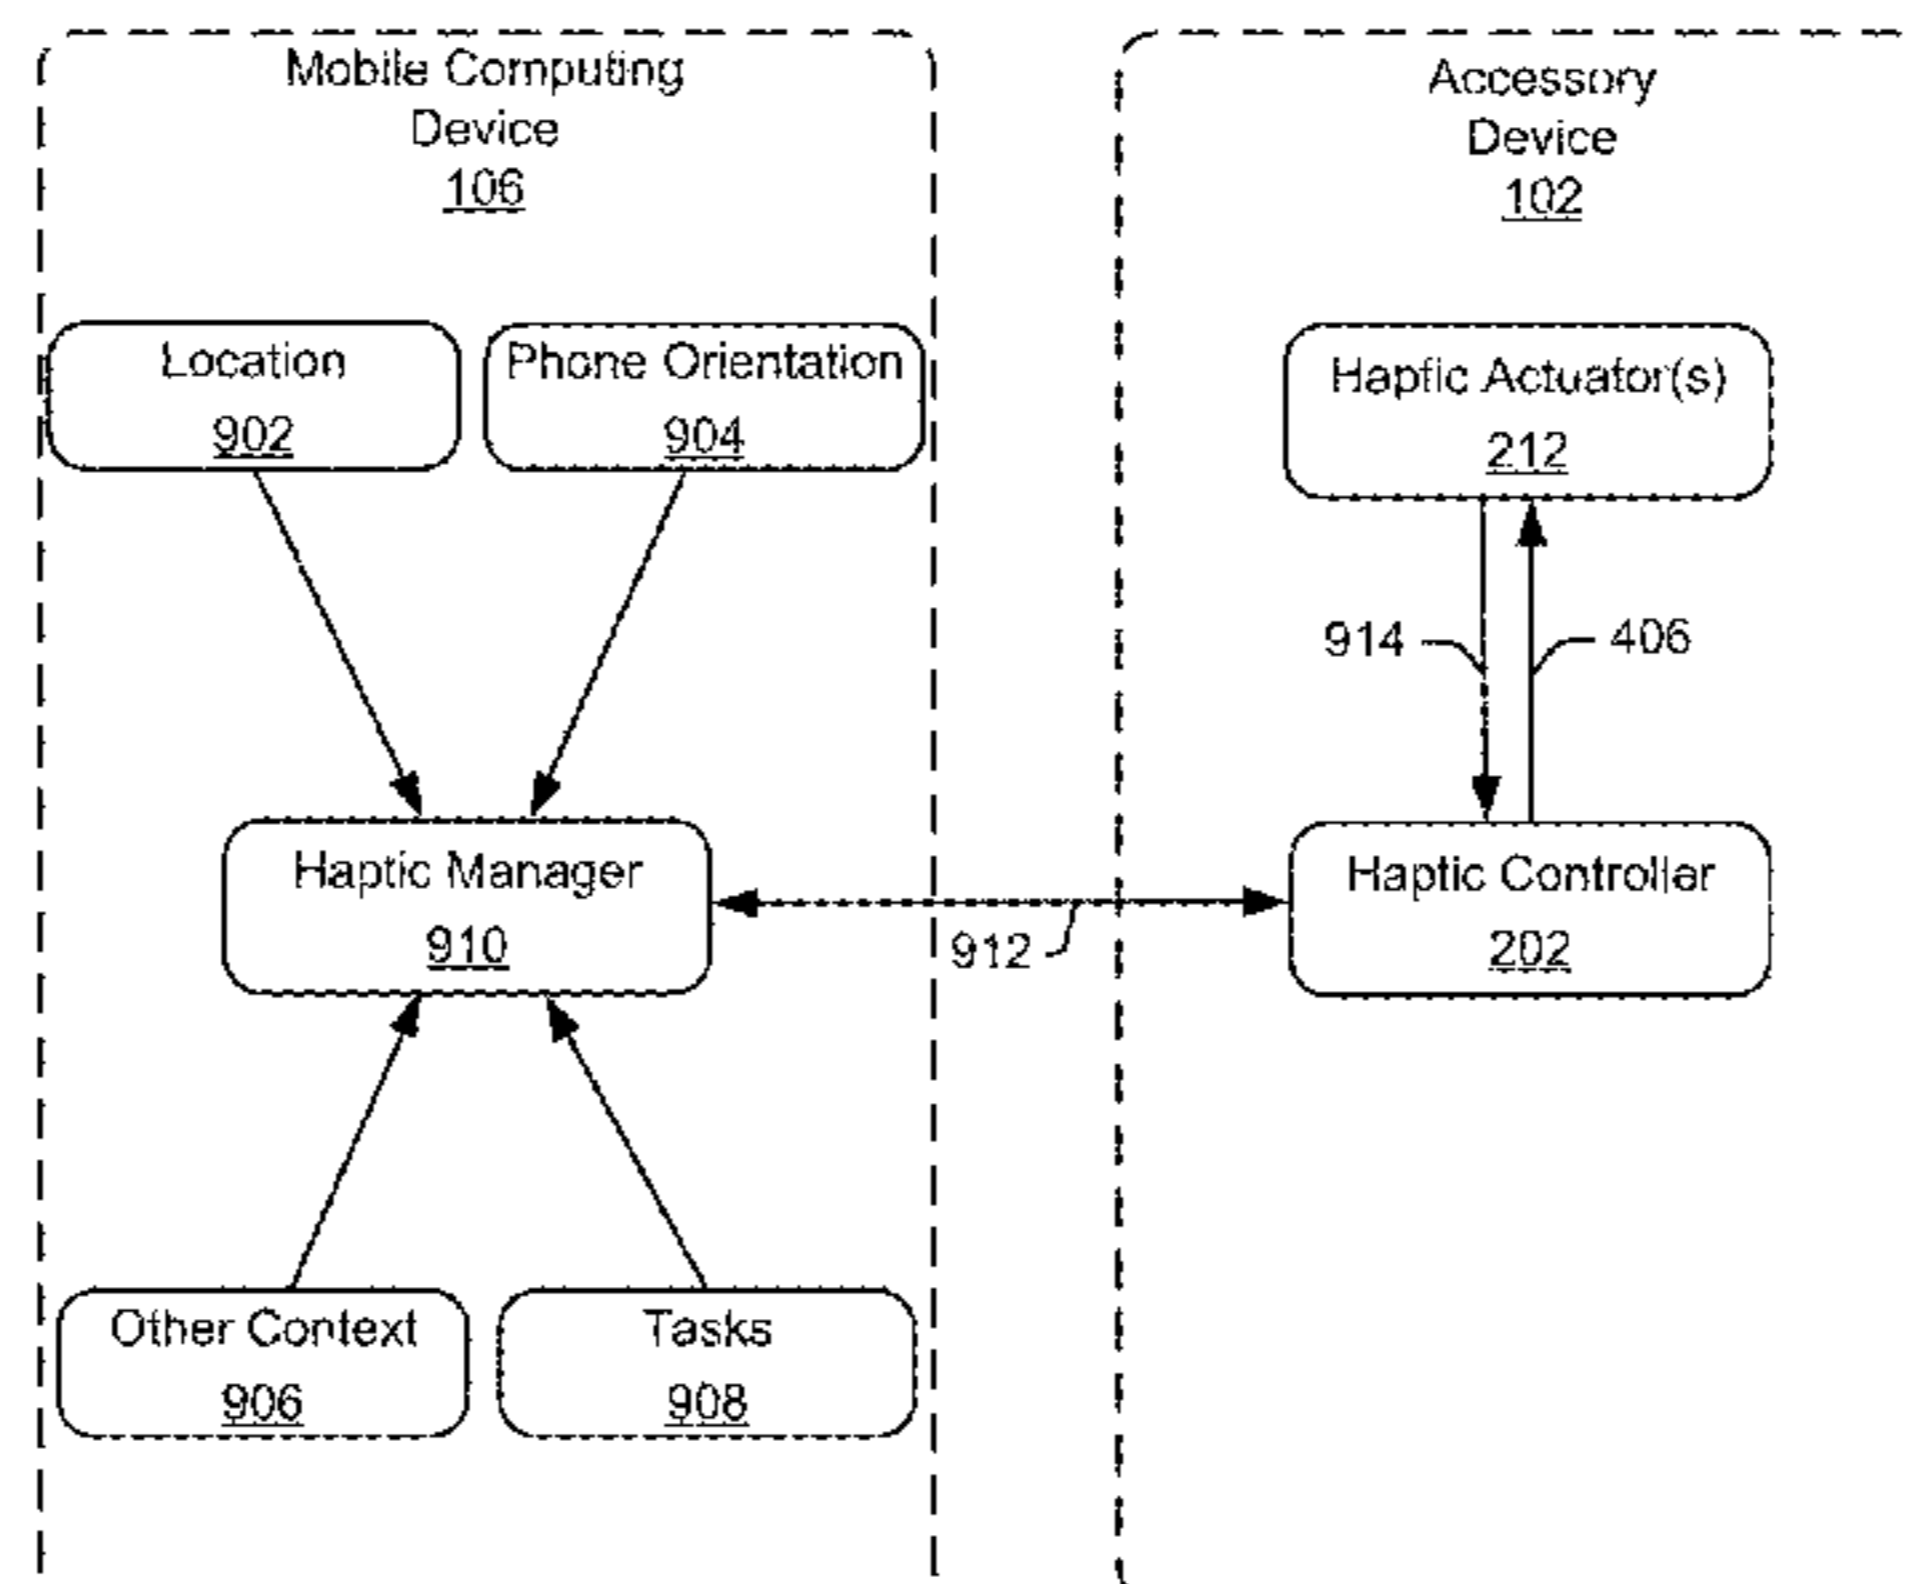 Mobile Computing
Device
106
Accessory
Device
102
Location
902
Phone Orientation
904
Haptic Actuator(s)
212
914
406
Haptic Manager
910
912
Haptic Controller
202
Other Context
906
Tasks
908